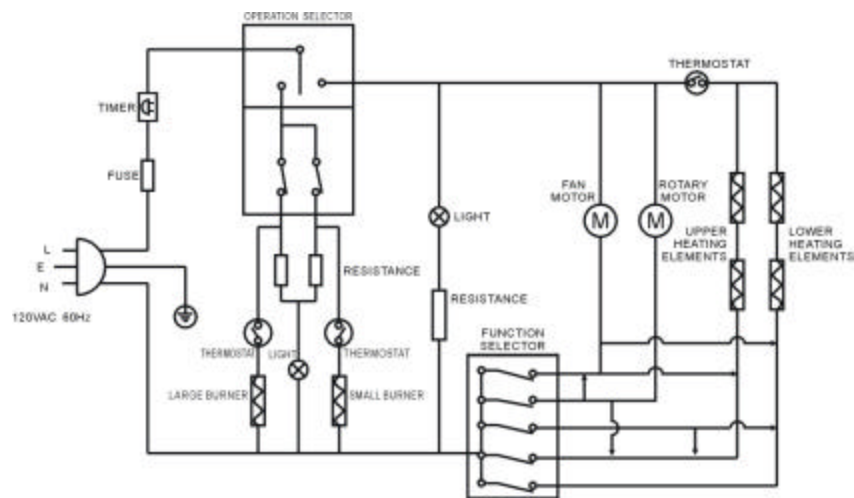 OPERATION SELECTOR
THERMOSTAT
TIMER
FUSE
FAN
MOTOR
M
ROTARY
MOTOR
M
LIGHT
UPPER
HEATING
ELEMENTS
LOWER
HEATING
ELEMENTS
L
E
N
120VAC 60Hz
RESISTANCE
RESISTANCE
FUNCTION
SELECTOR
THERMOSTAT
LIGHT
THERMOSTAT
LARGE BURNER
SMALL BURNER